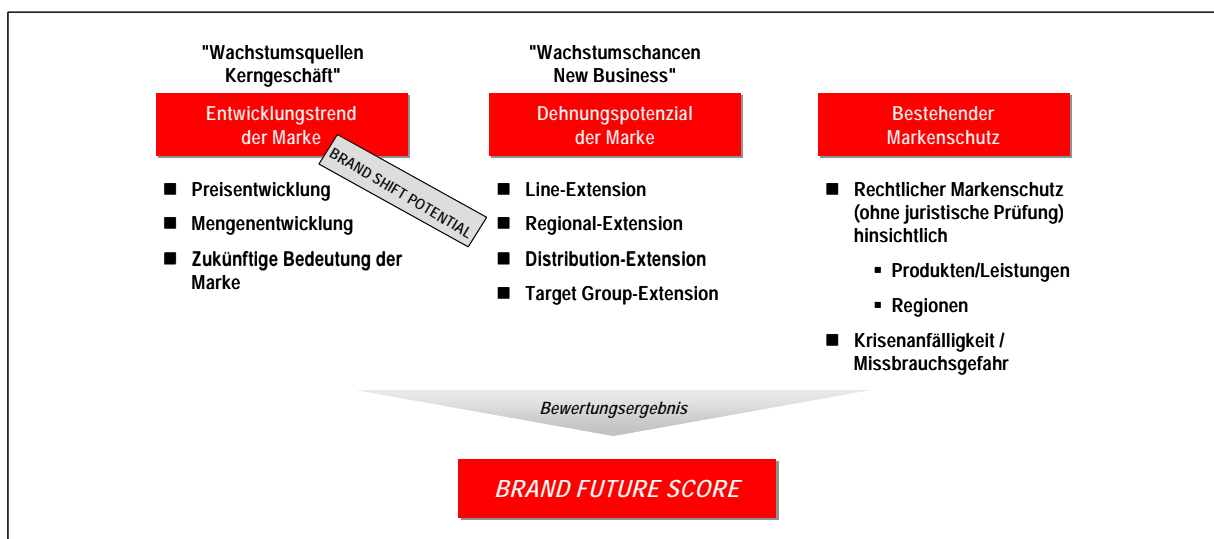 "Wachstumsquellen
Kerngeschäft"
Entwicklungstrend
der Marke
■ Preisentwicklung
■ Mengenentwicklung
■ Zukünftige Bedeutung der
Marke
BRAND SHIFT POTENTIAL
"Wachstumschancen
New Business"
Dehnungspotenzial
der Marke
■ Line-Extension
■ Regional-Extension
■ Distribution-Extension
■ Target Group-Extension
Bestehender
Markenschutz
■ Rechtlicher Markenschutz
(ohne juristische Prüfung)
hinsichtlich
▪ Produkten/Leistungen
▪ Regionen
■ Krisenanfälligkeit /
Missbrauchsgefahr
Bewertungsergebnis
BRAND FUTURE SCORE